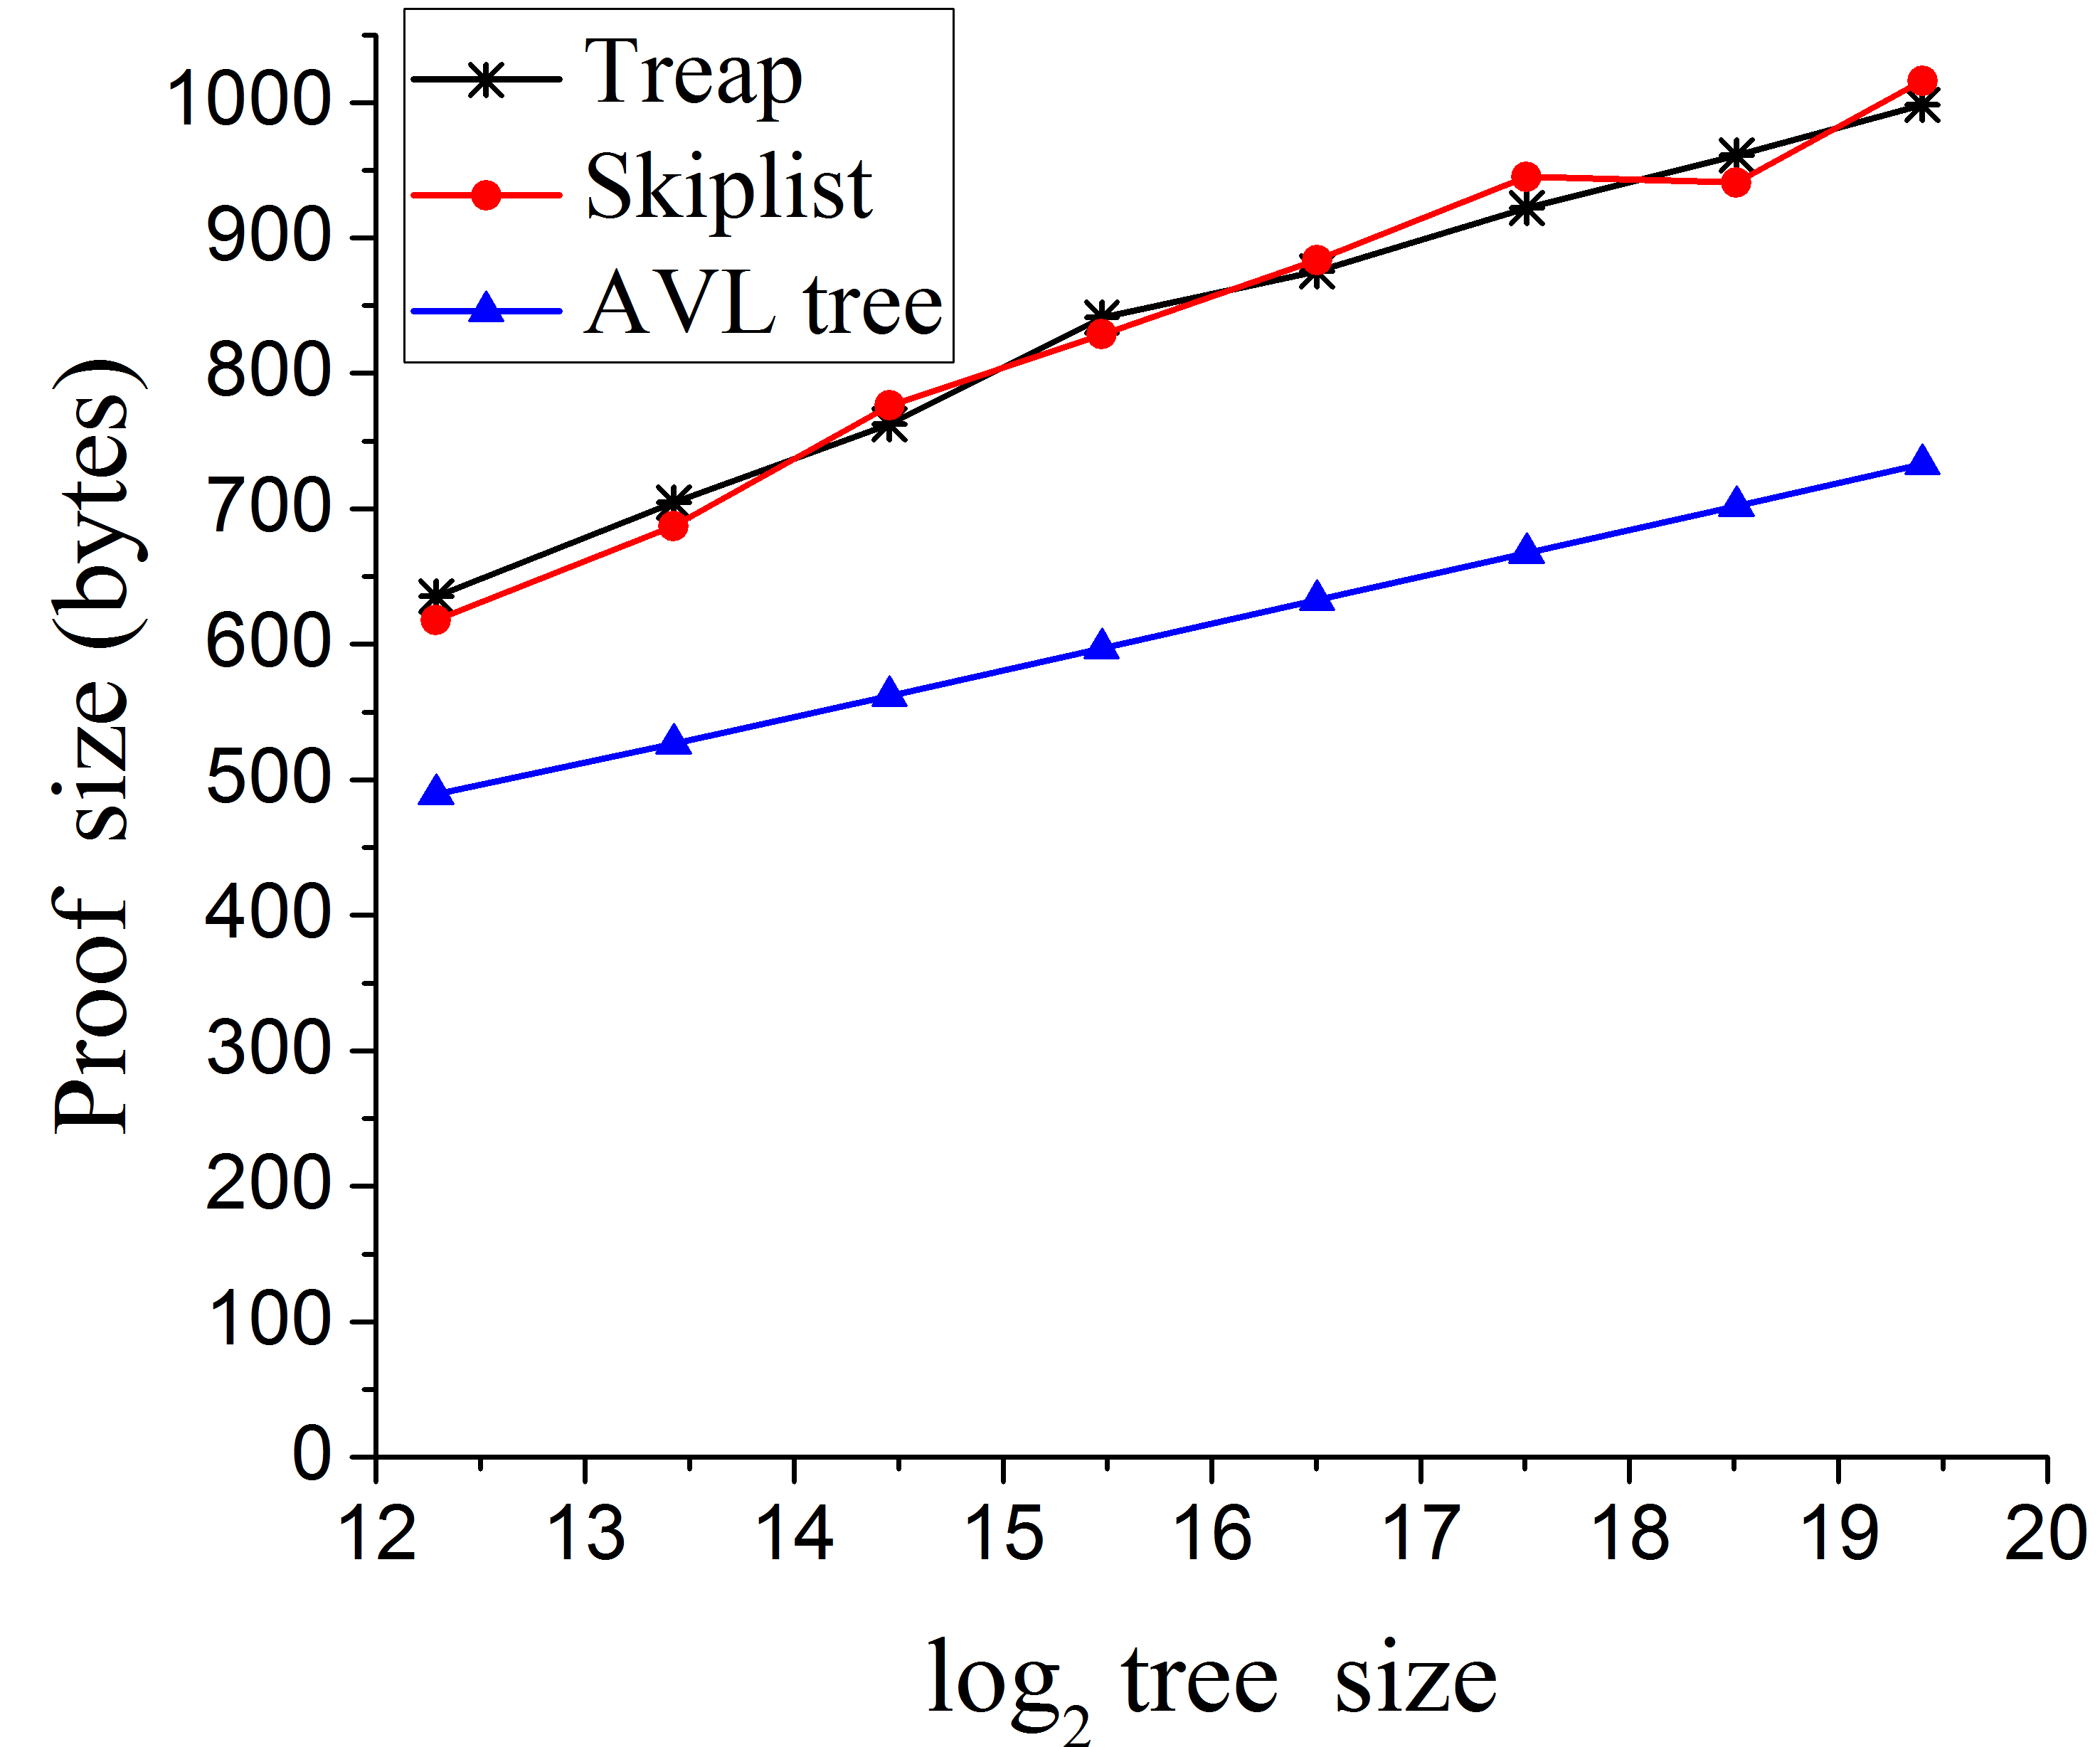 Treap
Skiplist
AVL tree
Proof size (bytes)
1000
900
800
700
600
500
400
300
200
100
0
12 13 14 15 16 17 18 19 20
log₂ tree size